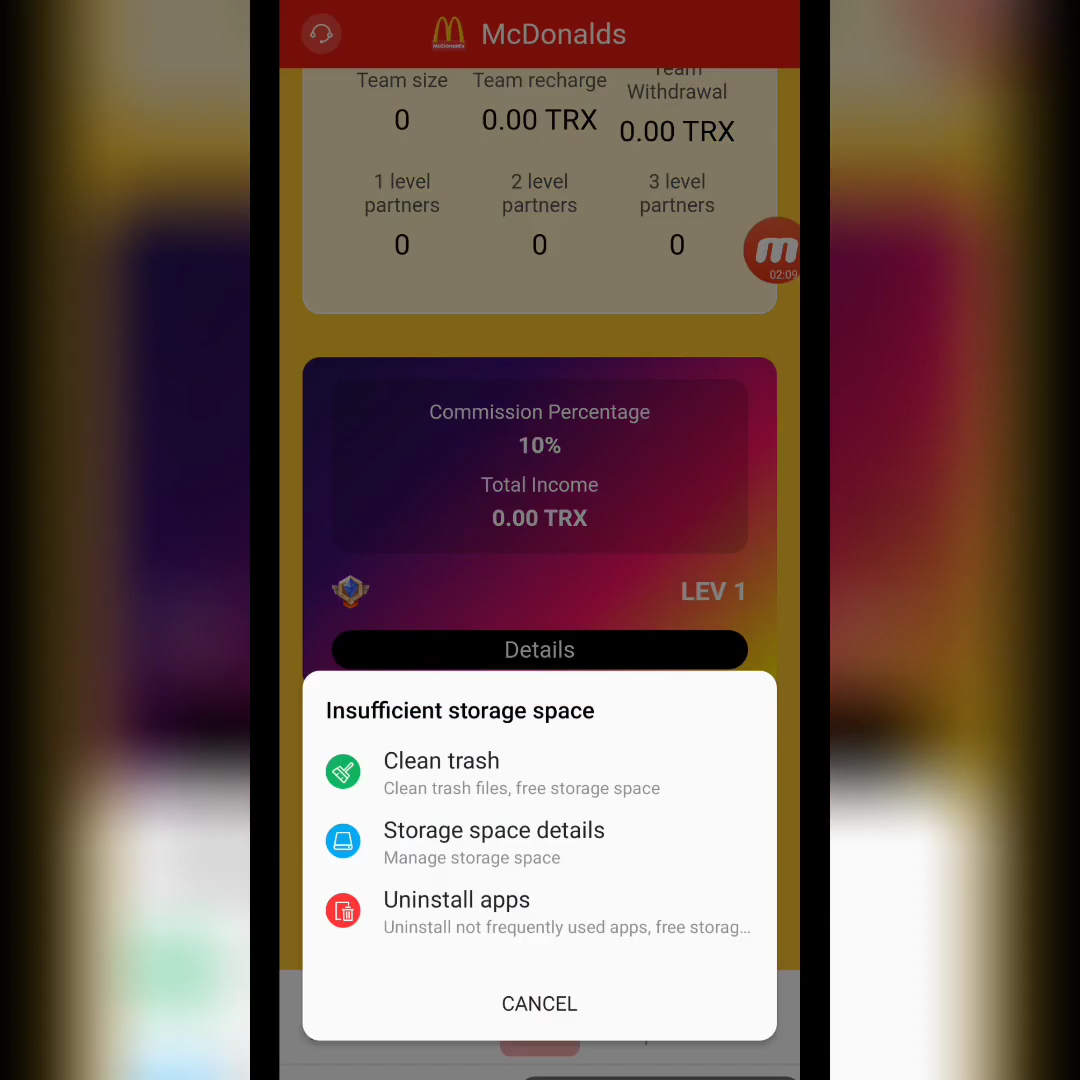 McDonalds
McDonald's
Team size
Team recharge
Team
Withdrawal
0
0.00 TRX
0.00 TRX
1 level
partners
2 level
partners
3 level
partners
0
0
0
m
02:09
Commission Percentage
10%
Total Income
0.00 TRX
LEV 1
Details
Insufficient storage space
Clean trash
Clean trash files, free storage space
Storage space details
Manage storage space
Uninstall apps
Uninstall not frequently used apps, free storag...
CANCEL